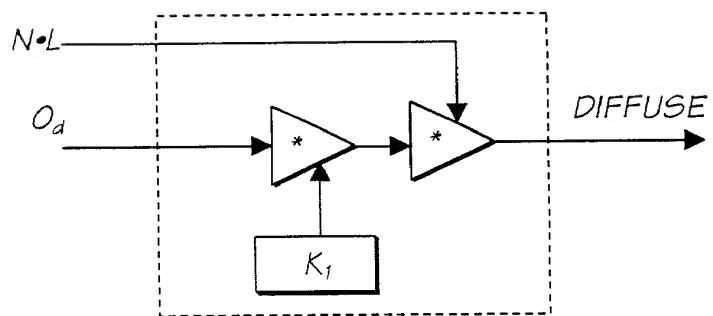 N•L
O_d
*
*
DIFFUSE
K_1